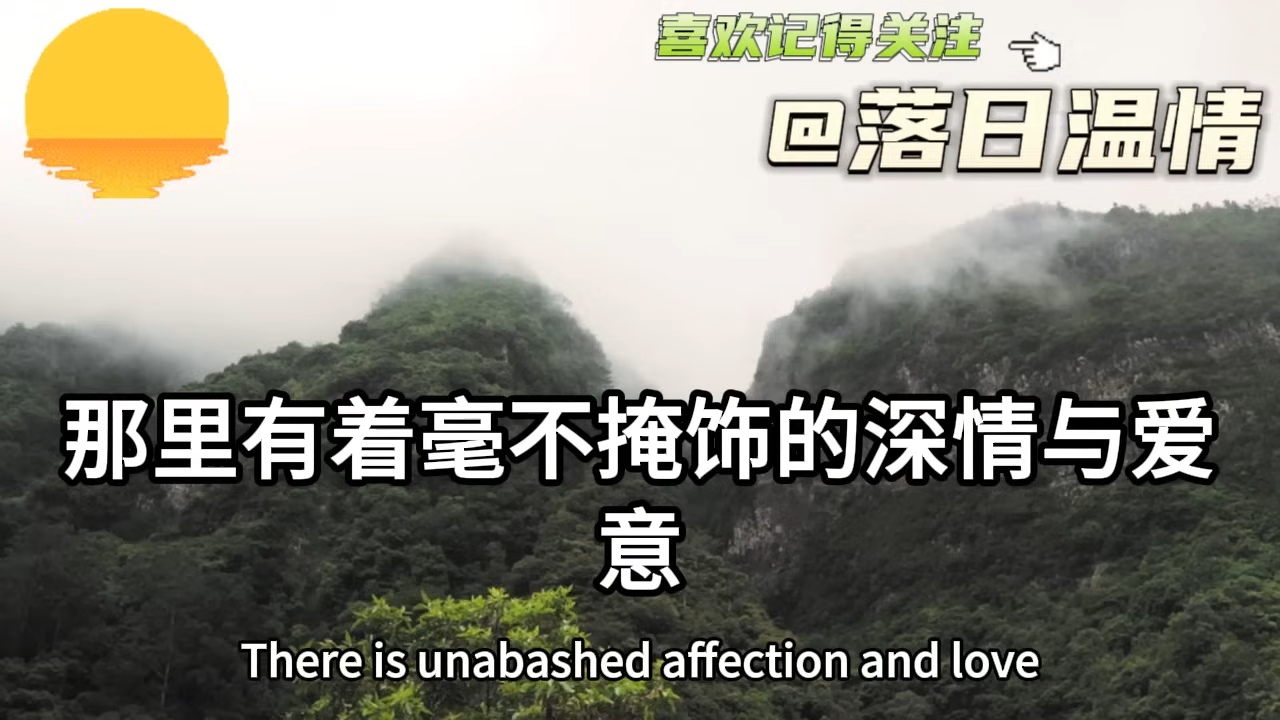 喜欢记得关注
@落日温情
那里有着毫不掩饰的深情与爱
意
There is unabashed affection and love